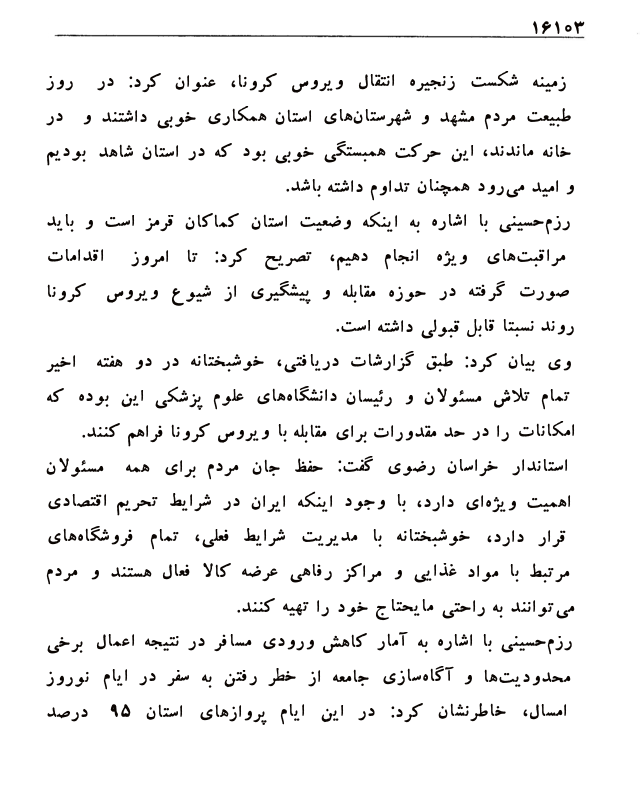 ۱۶۱۰۳
زمینه شکست زنجیره انتقال ویروس کرونا، عنوان کرد: در روز
طبیعت مردم مشهد و شهرستان‌های استان همکاری خوبی داشتند و در
خانه ماندند، این حرکت همبستگی خوبی بود که در استان شاهد بودیم
و امید می‌رود همچنان تداوم داشته باشد.
رزم‌حسینی با اشاره به اینکه وضعیت استان کماکان قرمز است و باید
مراقبت‌های ویژه انجام دهیم، تصریح کرد: تا امروز اقدامات
صورت گرفته در حوزه مقابله و پیشگیری از شیوع ویروس کرونا
روند نسبتا قابل قبولی داشته است.
وی بیان کرد: طبق گزارشات دریافتی، خوشبختانه در دو هفته اخیر
تمام تلاش مسئولان و رئیسان دانشگاه‌های علوم پزشکی این بوده که
امکانات را در حد مقدورات برای مقابله با ویروس کرونا فراهم کنند.
استاندار خراسان رضوی گفت: حفظ جان مردم برای همه مسئولان
اهمیت ویژه‌ای دارد، با وجود اینکه ایران در شرایط تحریم اقتصادی
قرار دارد، خوشبختانه با مدیریت شرایط فعلی، تمام فروشگاه‌های
مرتبط با مواد غذایی و مراکز رفاهی عرضه کالا فعال هستند و مردم
می‌توانند به راحتی مایحتاج خود را تهیه کنند.
رزم‌حسینی با اشاره به آمار کاهش ورودی مسافر در نتیجه اعمال برخی
محدودیت‌ها و آگاه‌سازی جامعه از خطر رفتن به سفر در ایام نوروز
امسال، خاطرنشان کرد: در این ایام پروازهای استان ۹۵ درصد